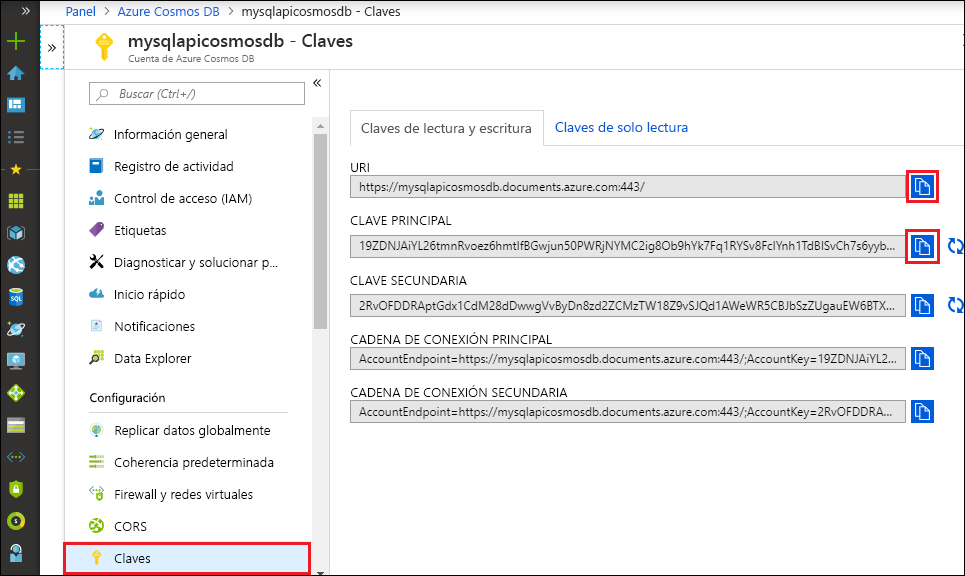 Panel > Azure Cosmos DB > mysqlapicosmosdb - Claves
mysqlapicosmosdb - Claves
Cuenta de Azure Cosmos DB
Buscar (Ctrl+/)
Información general
Registro de actividad
Control de acceso (IAM)
Etiquetas
Diagnosticar y solucionar p...
Inicio rápido
Notificaciones
Data Explorer
Configuración
Replicar datos globalmente
Coherencia predeterminada
Firewall y redes virtuales
CORS
Claves
Claves de lectura y escritura
Claves de solo lectura
URI
https://mysqlapicosmosdb.documents.azure.com:443/
CLAVE PRINCIPAL
CLAVE SECUNDARIA
CADENA DE CONEXIÓN PRINCIPAL
AccountEndpoint=https://mysqlapicosmosdb.documents.azure.com:443/;AccountKey=19ZDNJAiYL2...
CADENA DE CONEXIÓN SECUNDARIA
AccountEndpoint=https://mysqlapicosmosdb.documents.azure.com:443/;AccountKey=2RvOFDDRA...